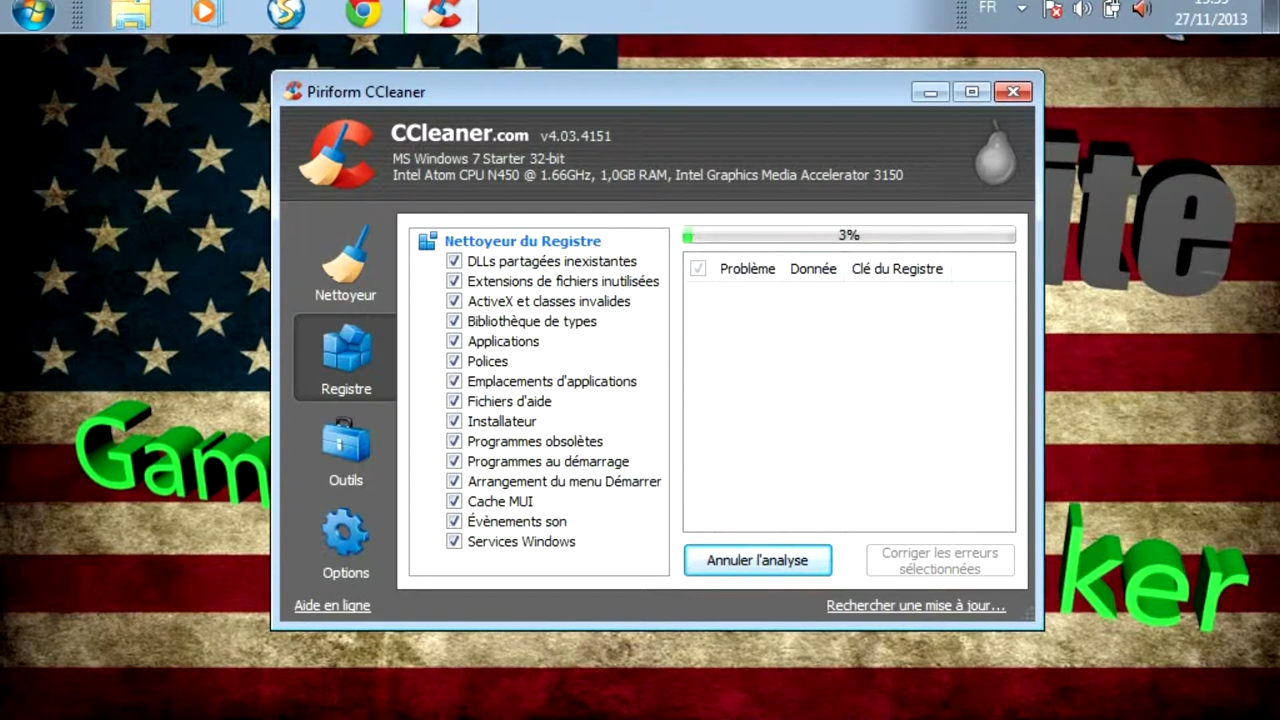 FR
27/11/2013
Piriform CCleaner
CCleaner.com v4.03.4151
MS Windows 7 Starter 32-bit
Intel Atom CPU N450 @ 1.66GHz, 1,0GB RAM, Intel Graphics Media Accelerator 3150
Nettoyeur
Registre
Outils
Options
Nettoyeur du Registre
DLLs partagées inexistantes
Extensions de fichiers inutilisées
ActiveX et classes invalides
Bibliothèque de types
Applications
Polices
Emplacements d'applications
Fichiers d'aide
Installateur
Programmes obsolètes
Programmes au démarrage
Arrangement du menu Démarrer
Cache MUI
Évènements son
Services Windows
3%
Problème Donnée Clé du Registre
Annuler l'analyse
Corriger les erreurs
sélectionnées
Aide en ligne
Rechercher une mise à jour...
ite
Gam
ker